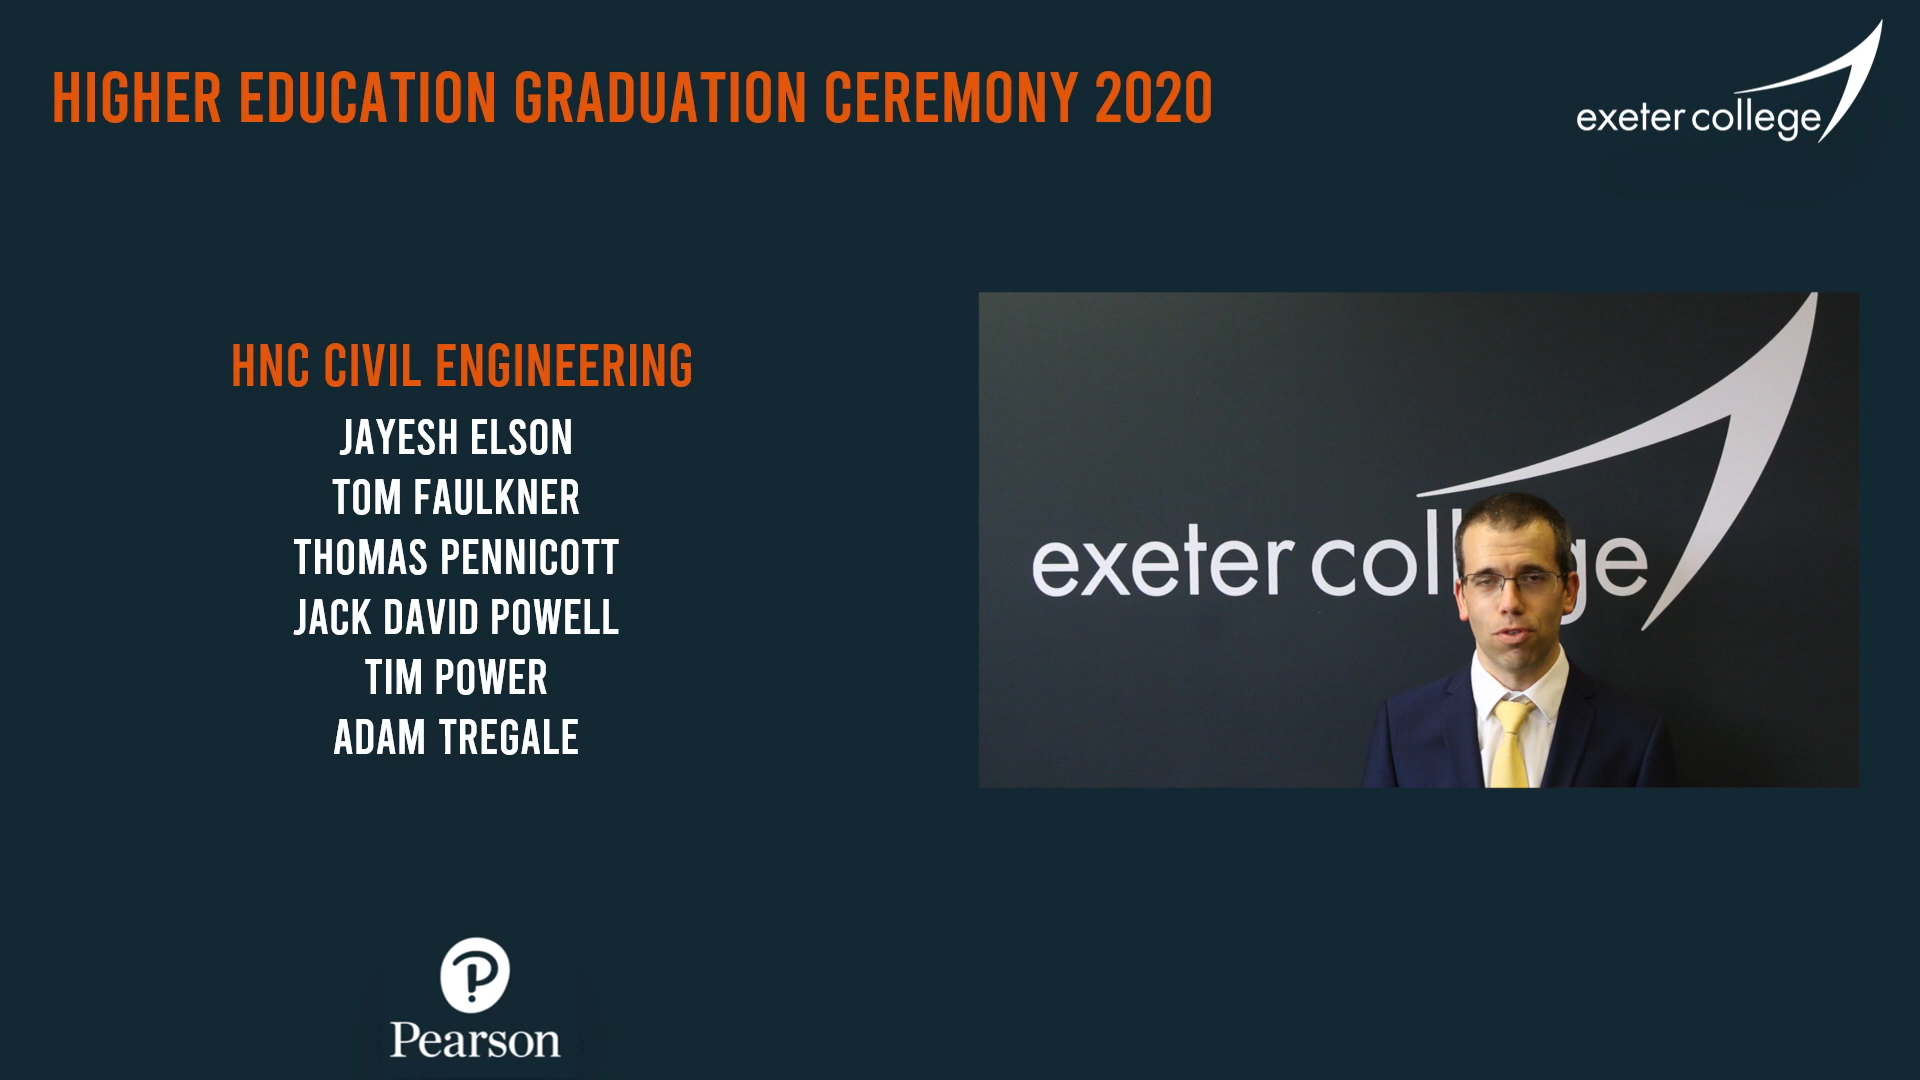 HIGHER EDUCATION GRADUATION CEREMONY 2020
exeter college
HNC CIVIL ENGINEERING
JAYESH ELSON
TOM FAULKNER
THOMAS PENNICOTT
JACK DAVID POWELL
TIM POWER
ADAM TREGALE
exeter college
Pearson